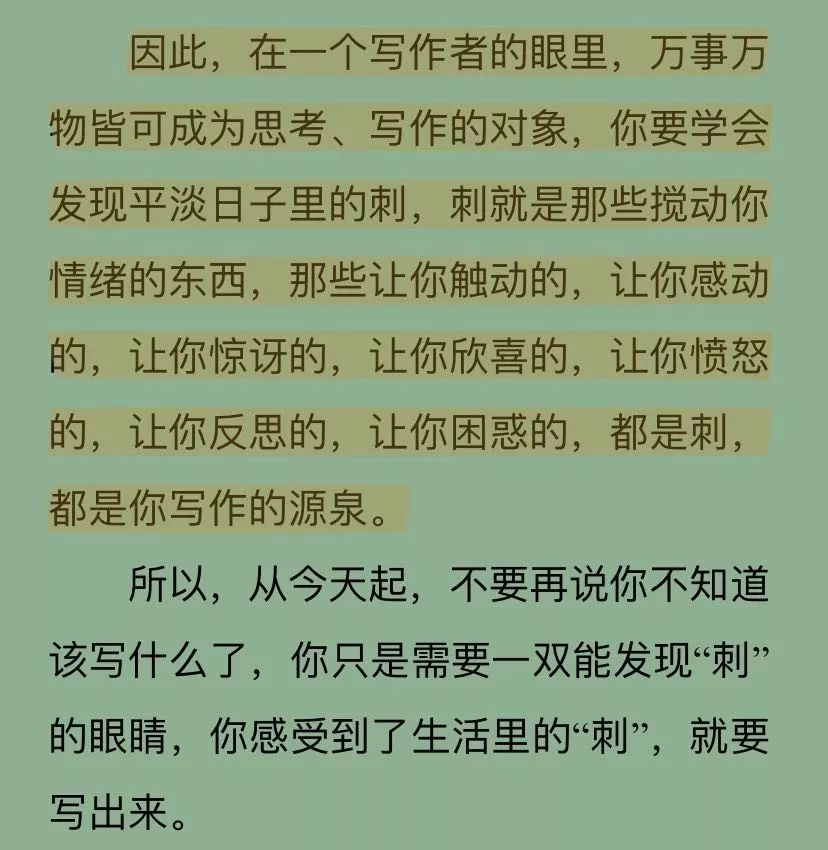 因此，在一个写作者的眼里，万事万
物皆可成为思考、写作的对象，你要学会
发现平淡日子里的刺，刺就是那些搅动你
情绪的东西，那些让你触动的，让你感动
的，让你惊讶的，让你欣喜的，让你愤怒
的，让你反思的，让你困惑的，都是刺，
都是你写作的源泉。
所以，从今天起，不要再说你不知道
该写什么了，你只是需要一双能发现“刺”
的眼睛，你感受到了生活里的“刺”，就要
写出来。